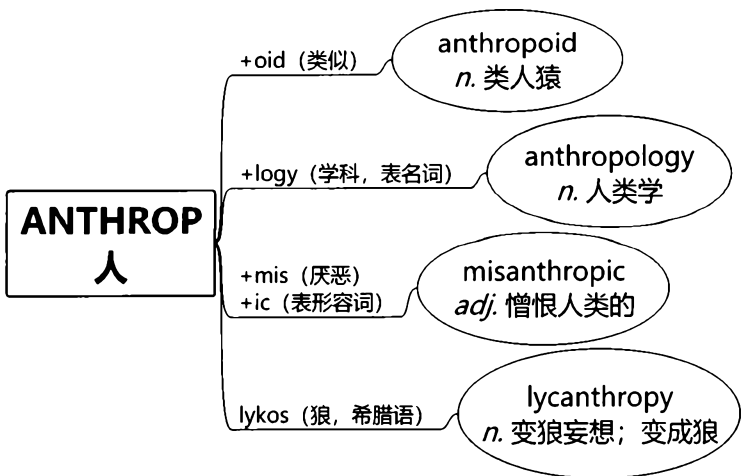 ANTHROP
人
+oid（类似）
anthropoid
n. 类人猿
+logy（学科，表名词）
anthropology
n. 人类学
+mis（厌恶）
+ic（表形容词）
misanthropic
adj. 憎恨人类的
lykos（狼，希腊语）
lycanthropy
n. 变狼妄想；变成狼